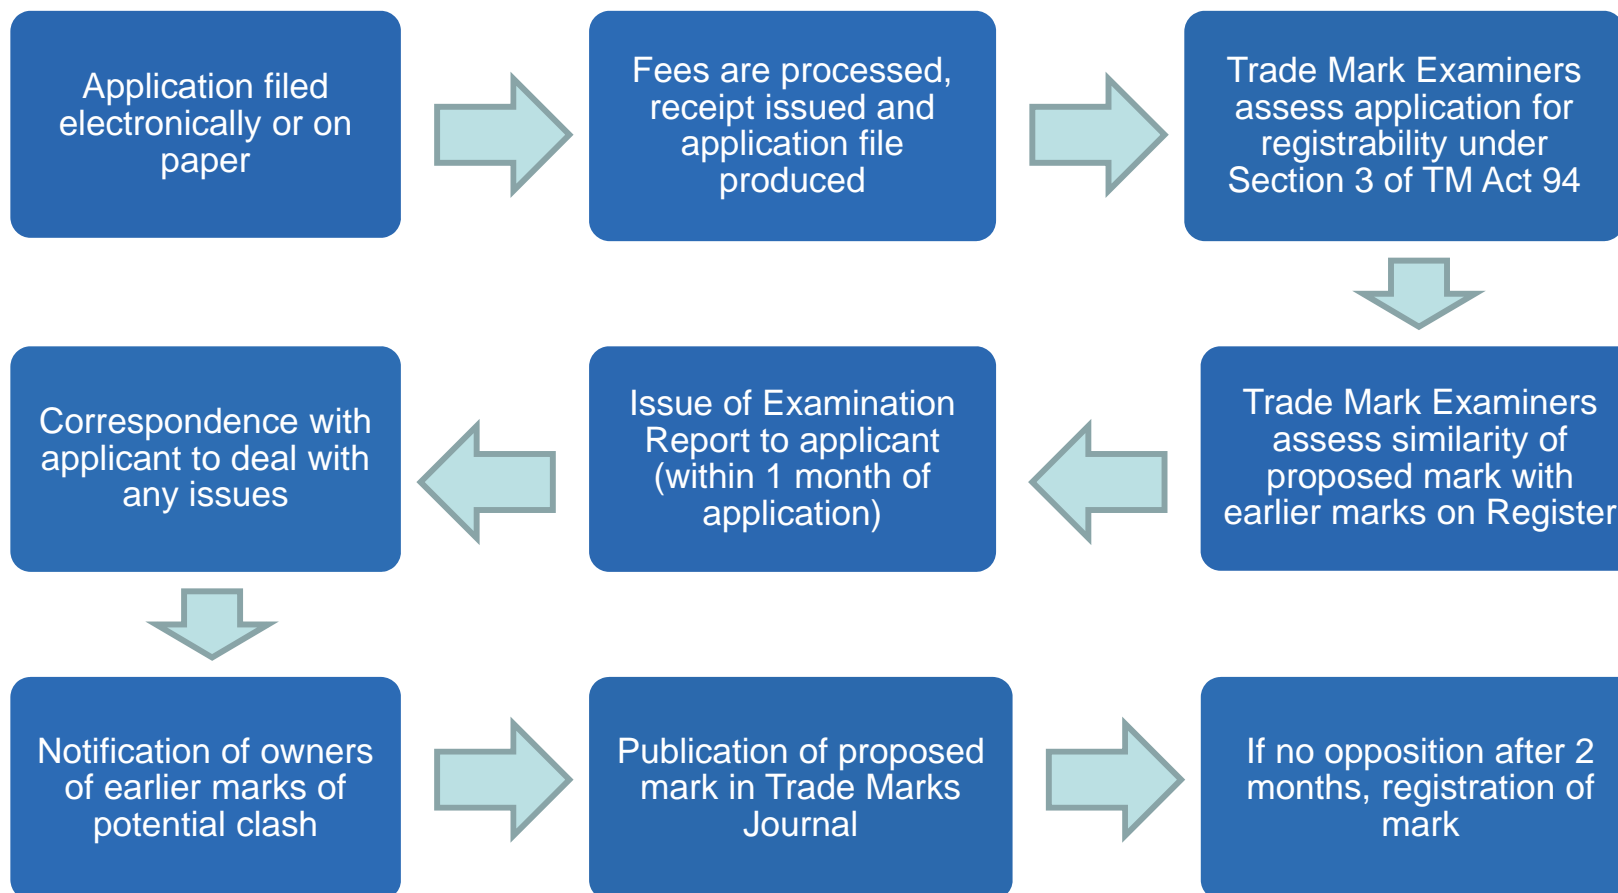 Application filed
electronically or on
paper
Fees are processed,
receipt issued and
application file
produced
Trade Mark Examiners
assess application for
registrability under
Section 3 of TM Act 94
Trade Mark Examiners
assess similarity of
proposed mark with
earlier marks on Register
Issue of Examination
Report to applicant
(within 1 month of
application)
Correspondence with
applicant to deal with
any issues
Notification of owners
of earlier marks of
potential clash
Publication of proposed
mark in Trade Marks
Journal
If no opposition after 2
months, registration of
mark